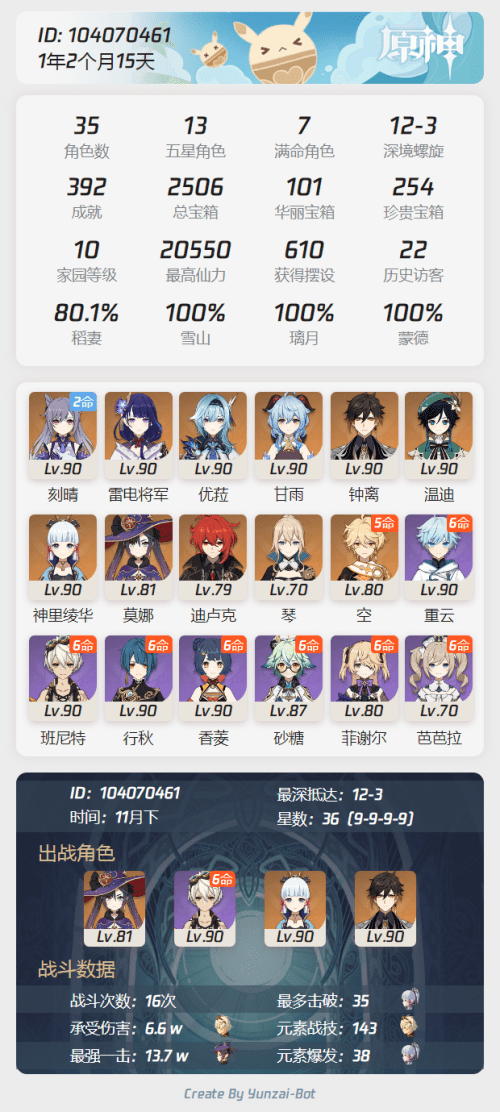 ID: 104070461
1年2个月15天
原神
35 13 7 12-3
角色数 五星角色 满命角色 深境螺旋
392 2506 101 254
成就 总宝箱 华丽宝箱 珍贵宝箱
10 20550 610 22
家园等级 最高仙力 获得摆设 历史访客
80.1% 100% 100% 100%
稻妻 雪山 璃月 蒙德
2命
Lv.90 Lv.90 Lv.90 Lv.90 Lv.90 Lv.90
刻晴 雷电将军 优菈 甘雨 钟离 温迪
5命 6命
Lv.90 Lv.81 Lv.79 Lv.70 Lv.80 Lv.90
神里绫华 莫娜 迪卢克 琴 空 重云
6命 6命 6命 6命 6命 6命
Lv.90 Lv.90 Lv.90 Lv.87 Lv.80 Lv.70
班尼特 行秋 香菱 砂糖 菲谢尔 芭芭拉
ID: 104070461 最深抵达: 12-3
时间: 11月下 星数: 36 (9-9-9-9)
出战角色
6命
Lv.81 Lv.90 Lv.90 Lv.90
战斗数据
战斗次数: 16次 最多击破: 35
承受伤害: 6.6 w 元素战技: 143
最强一击: 13.7 w 元素爆发: 38
Create By Yunzai-Bot